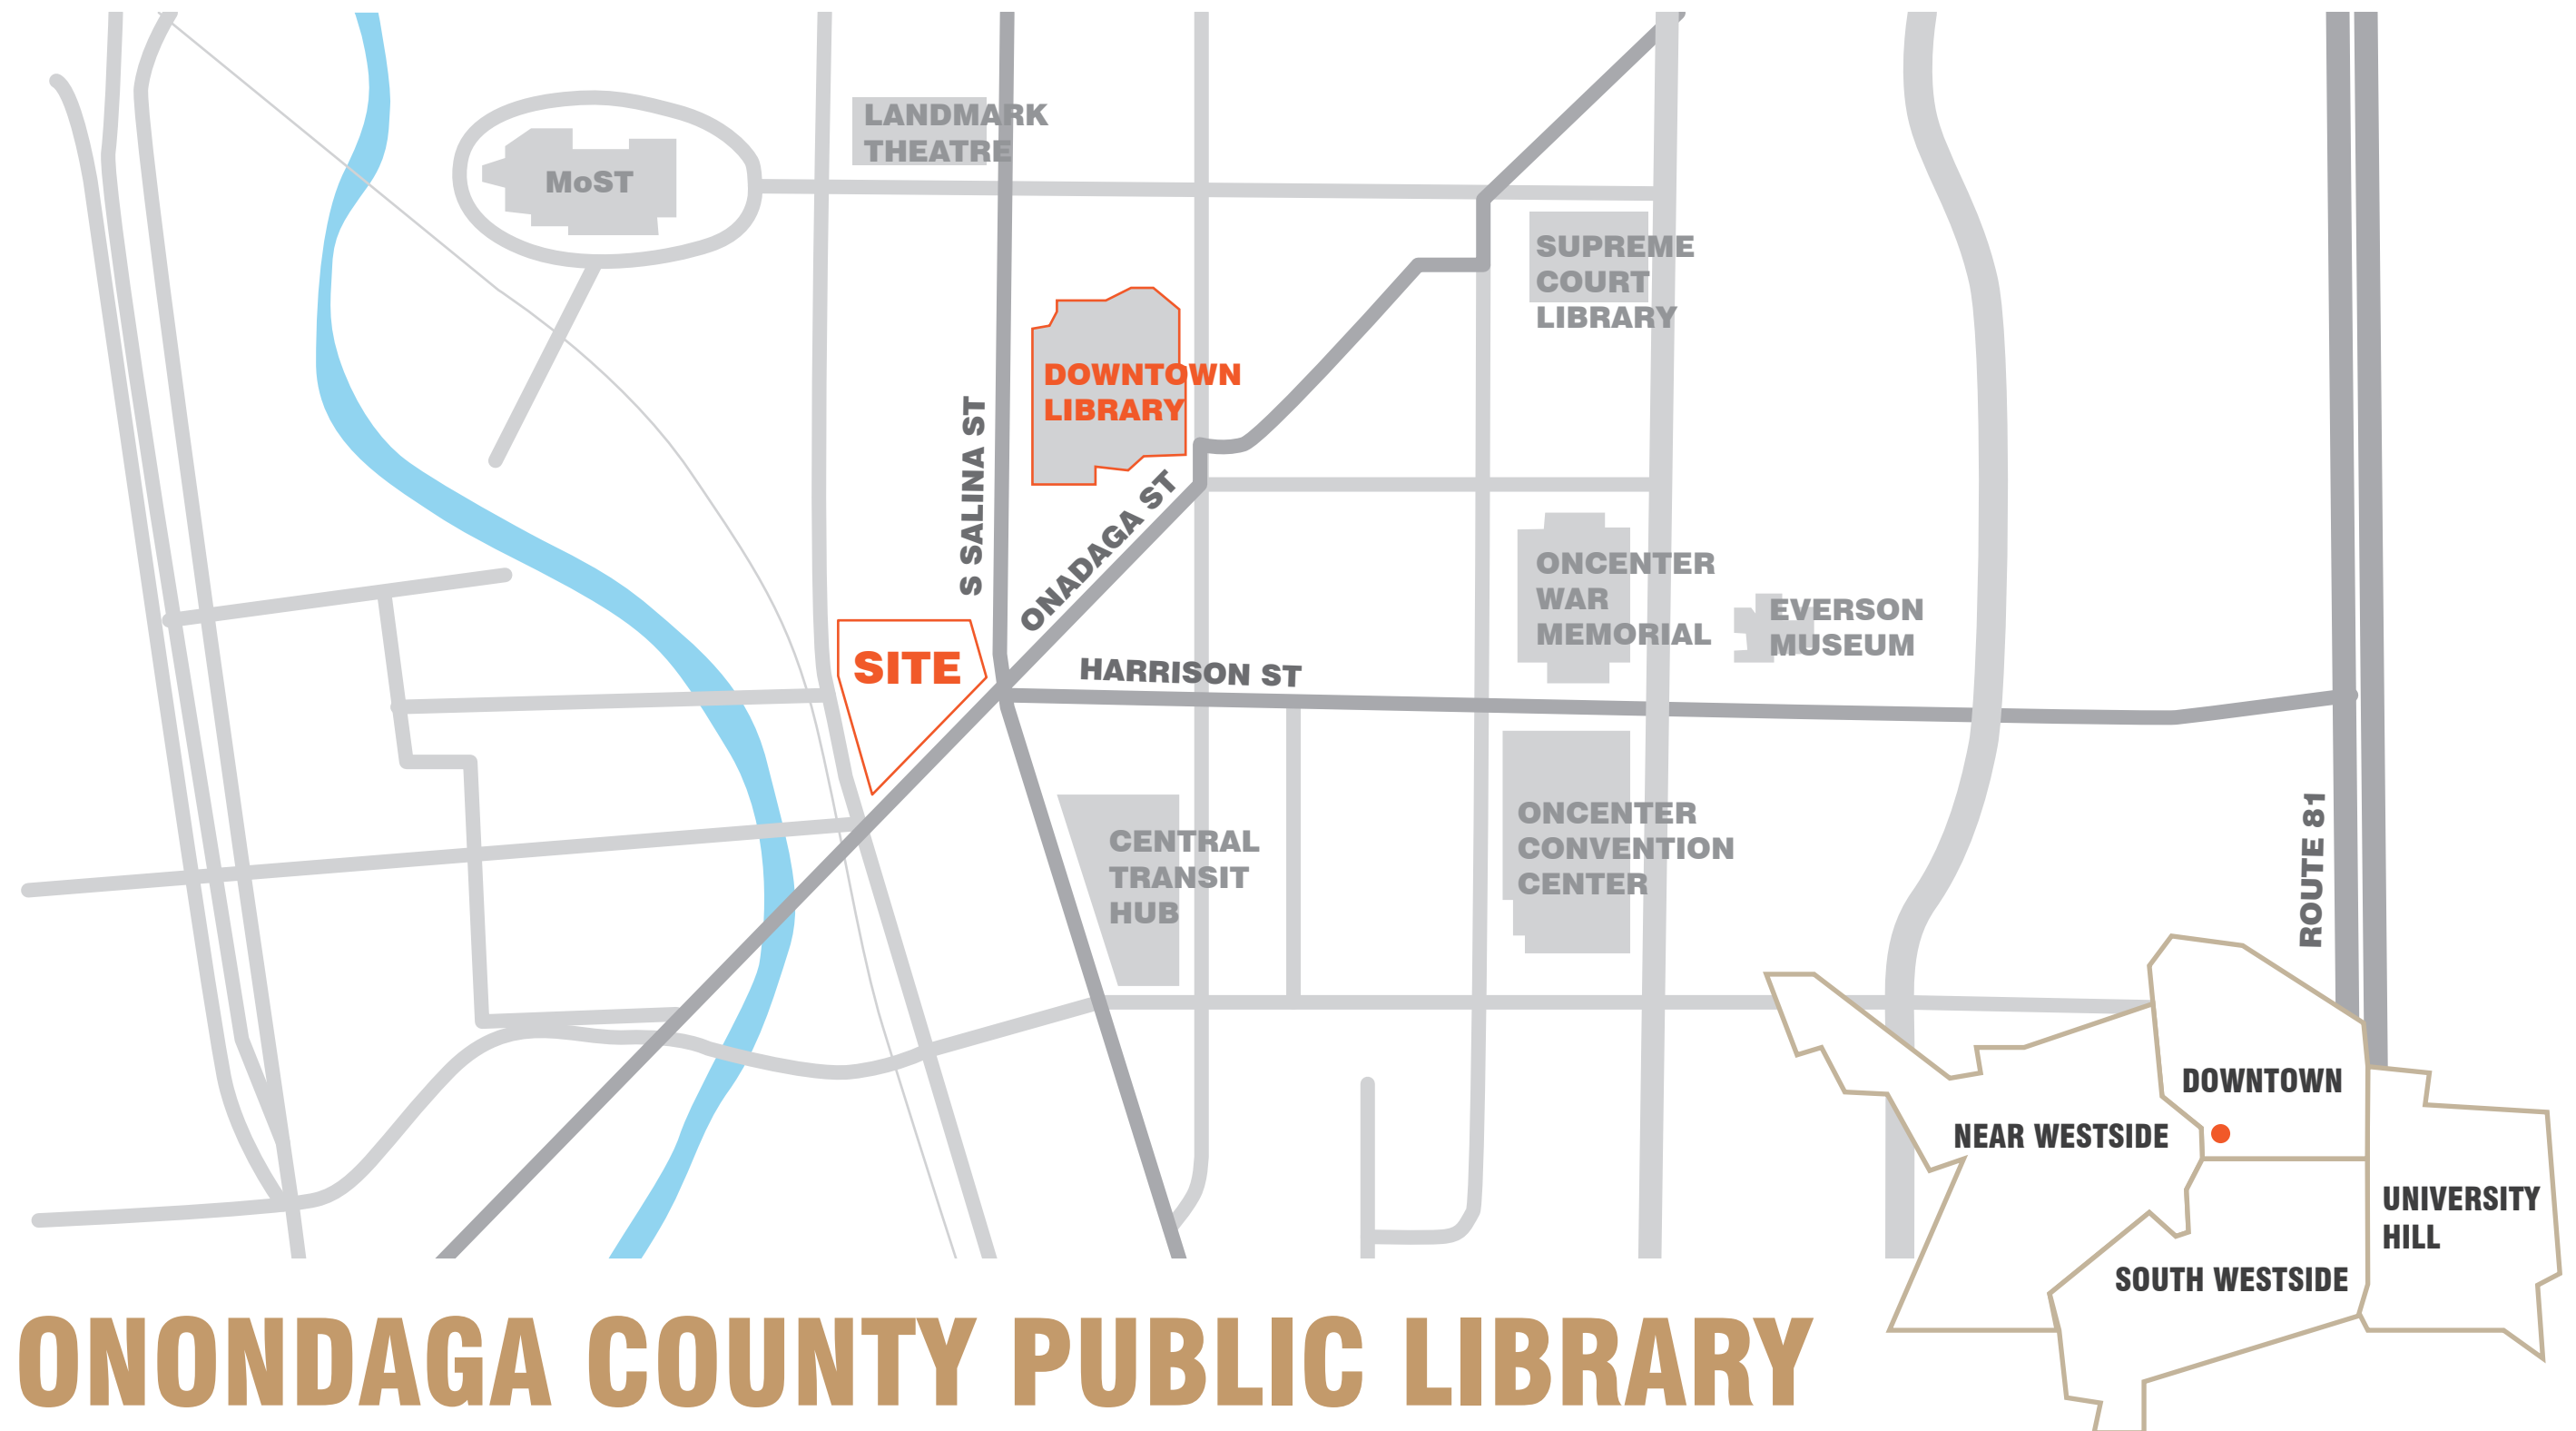 LANDMARK
THEATRE
MoST
SUPREME
COURT
LIBRARY
DOWNTOWN
LIBRARY
S SALINA ST
ONADAGA ST
ONCENTER
WAR
MEMORIAL
EVERSON
MUSEUM
SITE
HARRISON ST
ONCENTER
CONVENTION
CENTER
CENTRAL
TRANSIT
HUB
ROUTE 81
DOWNTOWN
NEAR WESTSIDE
UNIVERSITY
HILL
SOUTH WESTSIDE
ONONDAGA COUNTY PUBLIC LIBRARY